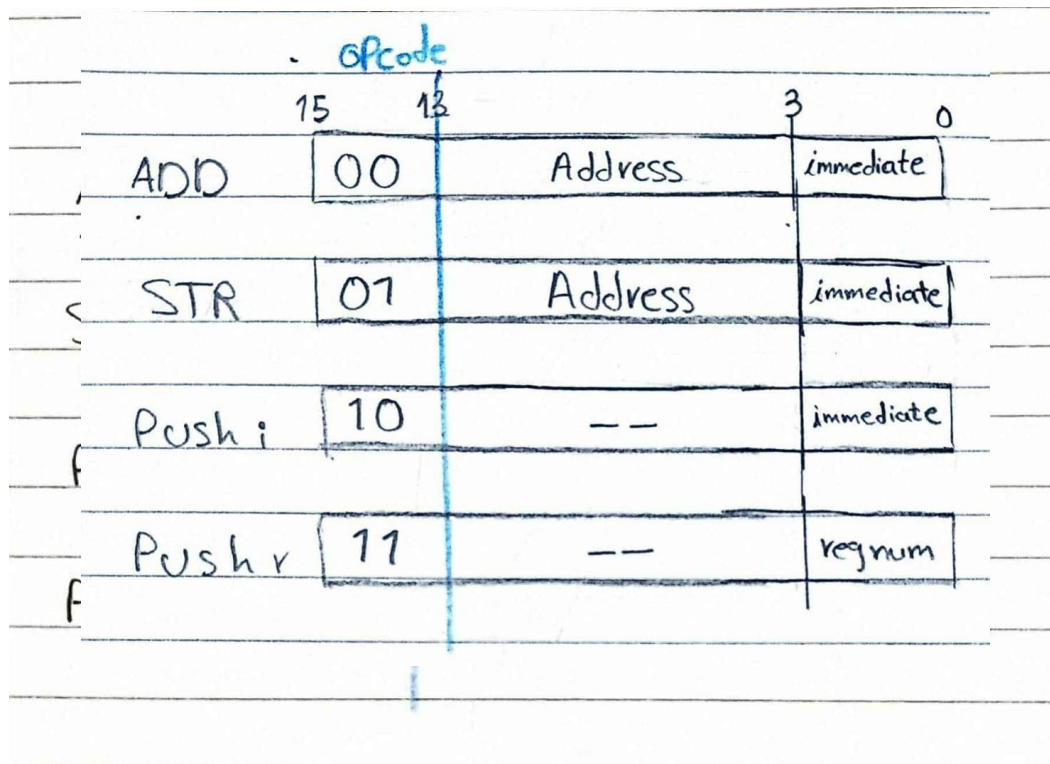 opcode
15 13 3 0
ADD 00 Address immediate
STR 01 Address immediate
Push i 10 -- immediate
Push r 11 -- regnum